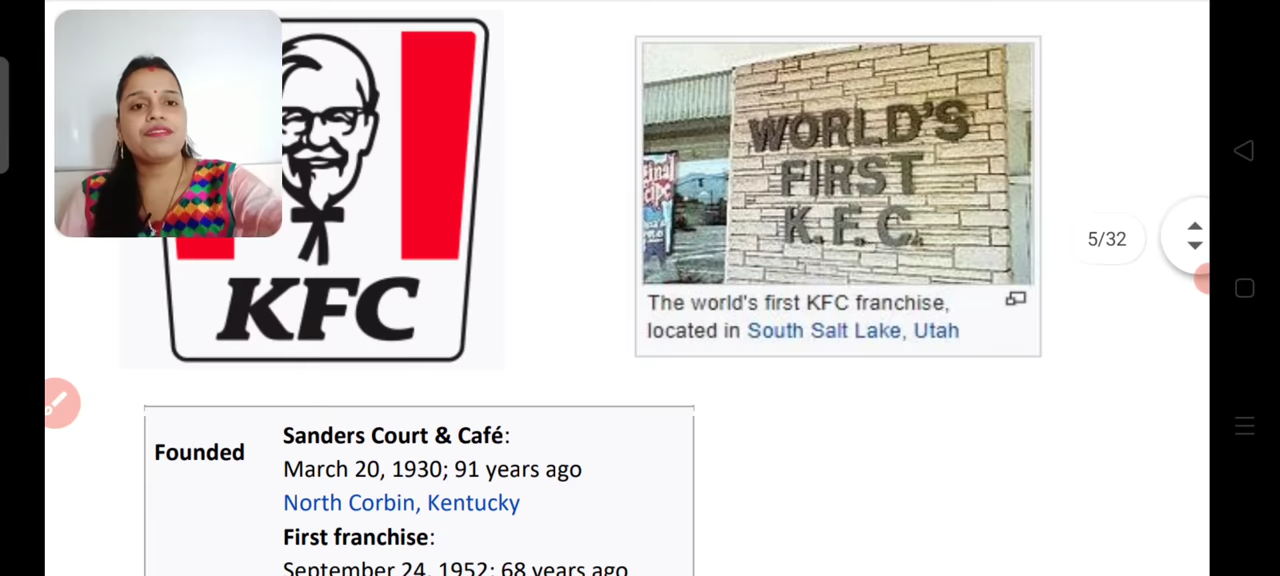 KFC
WORLD'S
FIRST
K.F.C.
The world's first KFC franchise,
located in South Salt Lake, Utah
5/32
Founded
Sanders Court & Café:
March 20, 1930; 91 years ago
North Corbin, Kentucky
First franchise:
September 24, 1952; 68 years ago